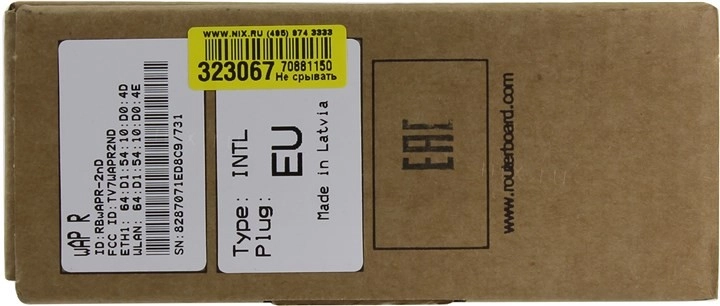 WAP R
ID:RBwAPR-2nD
FCC ID:TV7WAPR2ND
ETH1: 64:D1:54:10:D0:4D
WLAN: 64:D1:54:10:D0:4E
SN:8287071ED8C9/731
WWW.NIX.RU (495) 974 3333
323067
70881150
Не срывать
Type: INTL
Plug: EU
Made in Latvia
EAC
www.routerboard.com